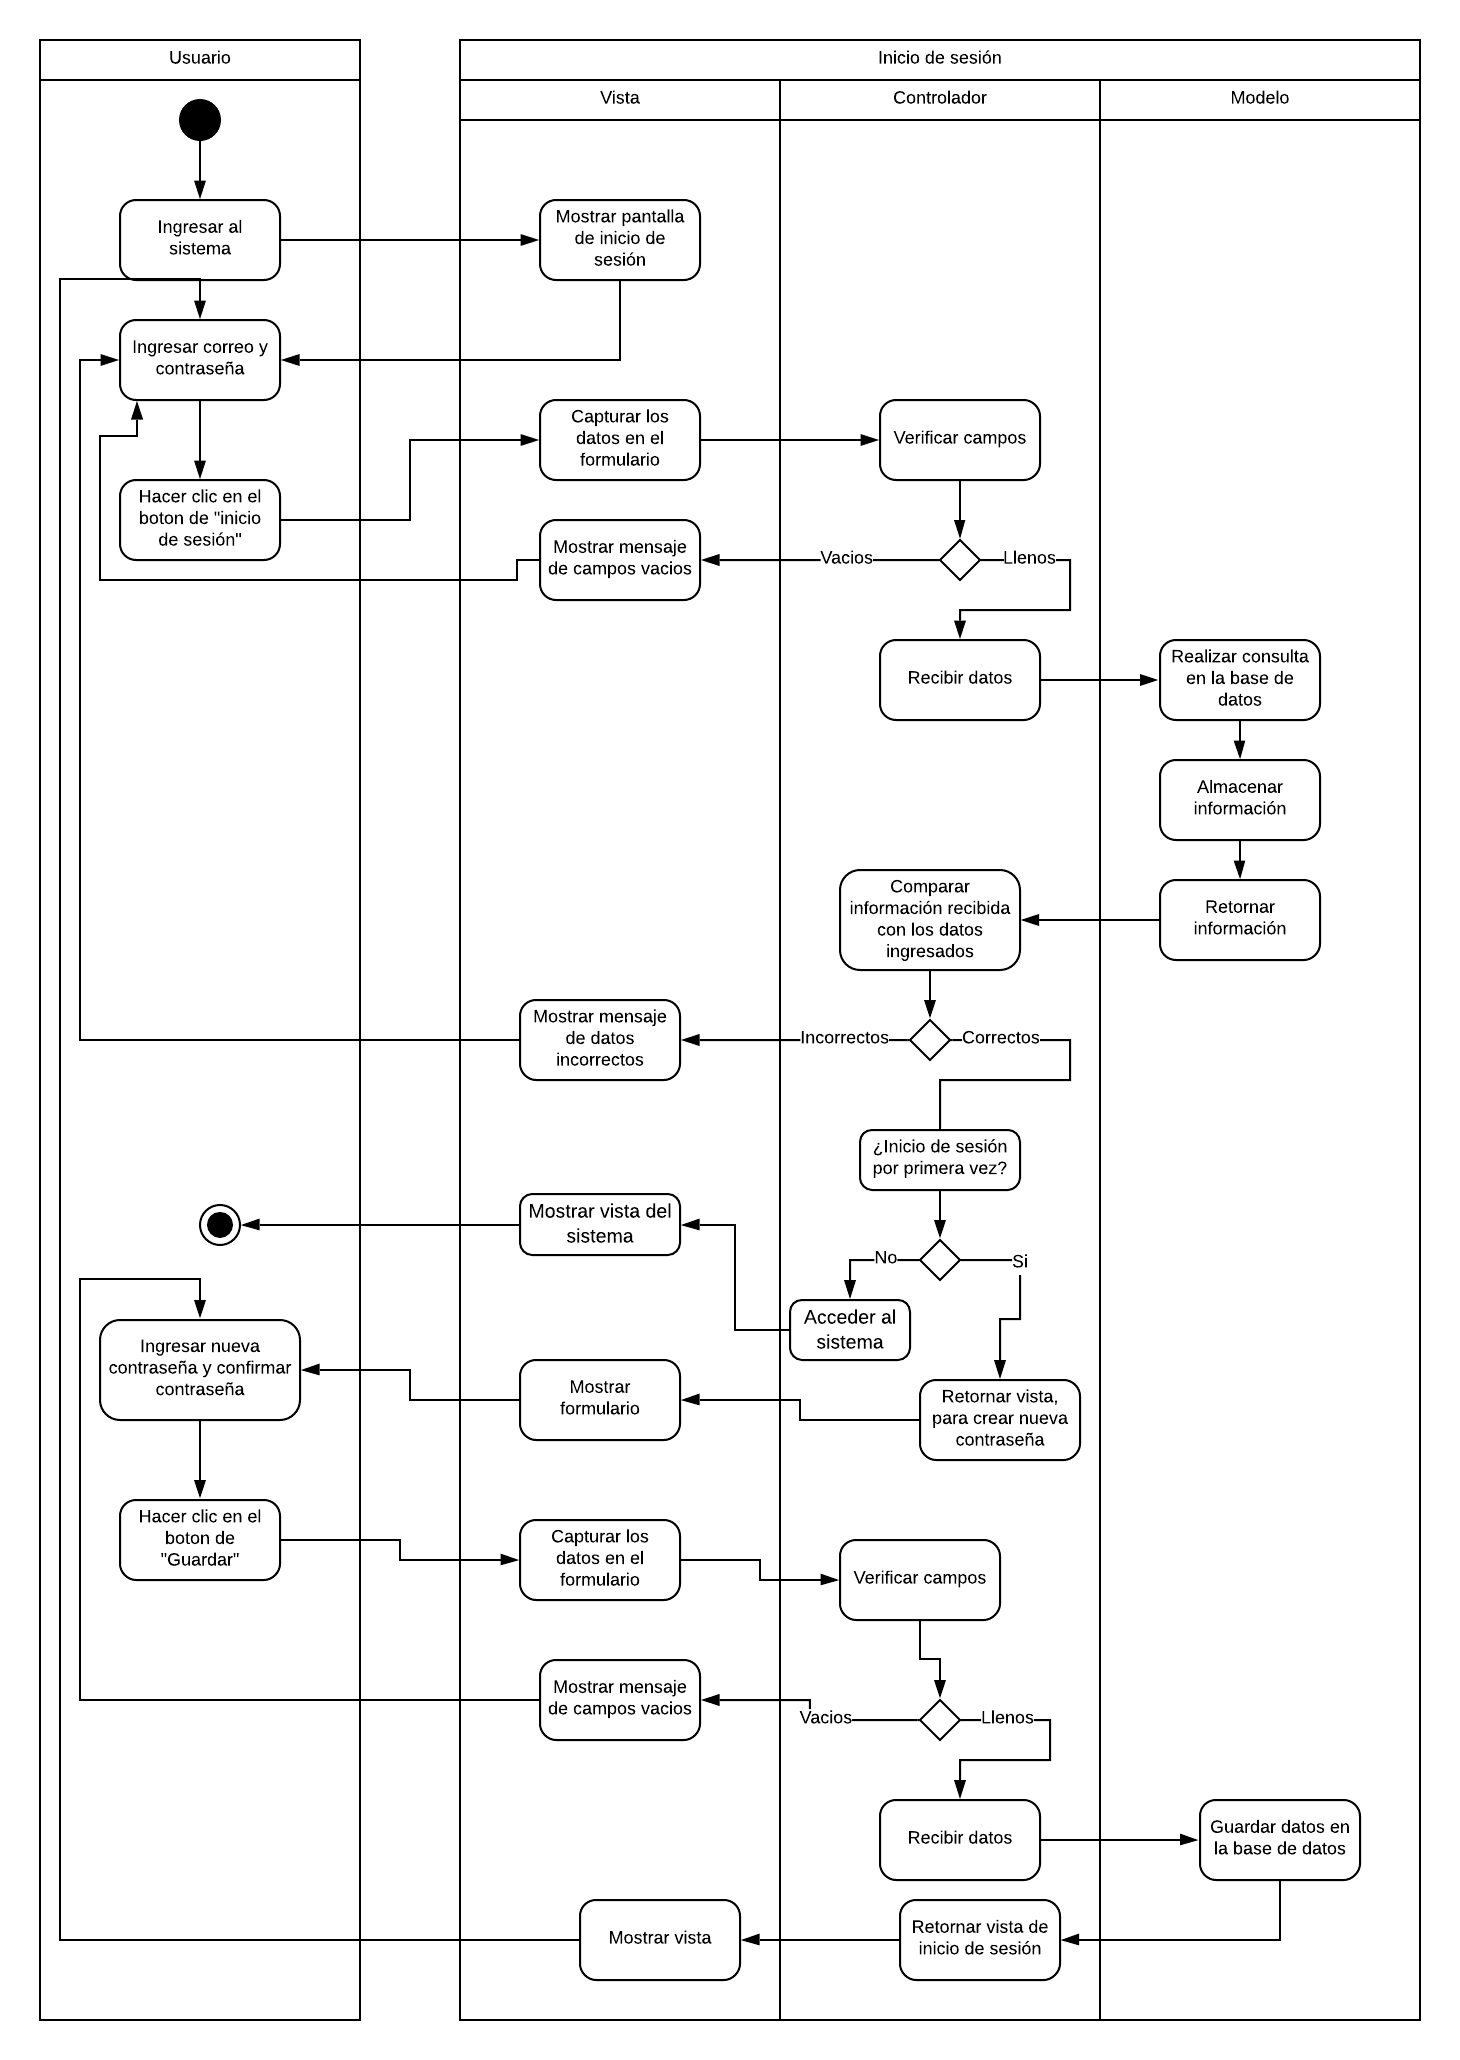 Usuario
Inicio de sesión
Vista
Controlador
Modelo
Ingresar al
sistema
Mostrar pantalla
de inicio de
sesión
Ingresar correo y
contraseña
Capturar los
datos en el
formulario
Verificar campos
Hacer clic en el
boton de "inicio
de sesión"
Mostrar mensaje
de campos vacios
Vacios
Llenos
Recibir datos
Realizar consulta
en la base de
datos
Almacenar
información
Comparar
información recibida
con los datos
ingresados
Retornar
información
Mostrar mensaje
de datos
incorrectos
Incorrectos
Correctos
¿Inicio de sesión
por primera vez?
Mostrar vista del
sistema
No
Si
Acceder al
sistema
Ingresar nueva
contraseña y confirmar
contraseña
Mostrar
formulario
Retornar vista,
para crear nueva
contraseña
Hacer clic en el
boton de
"Guardar"
Capturar los
datos en el
formulario
Verificar campos
Mostrar mensaje
de campos vacios
Vacios
Llenos
Recibir datos
Guardar datos en
la base de datos
Mostrar vista
Retornar vista de
inicio de sesión